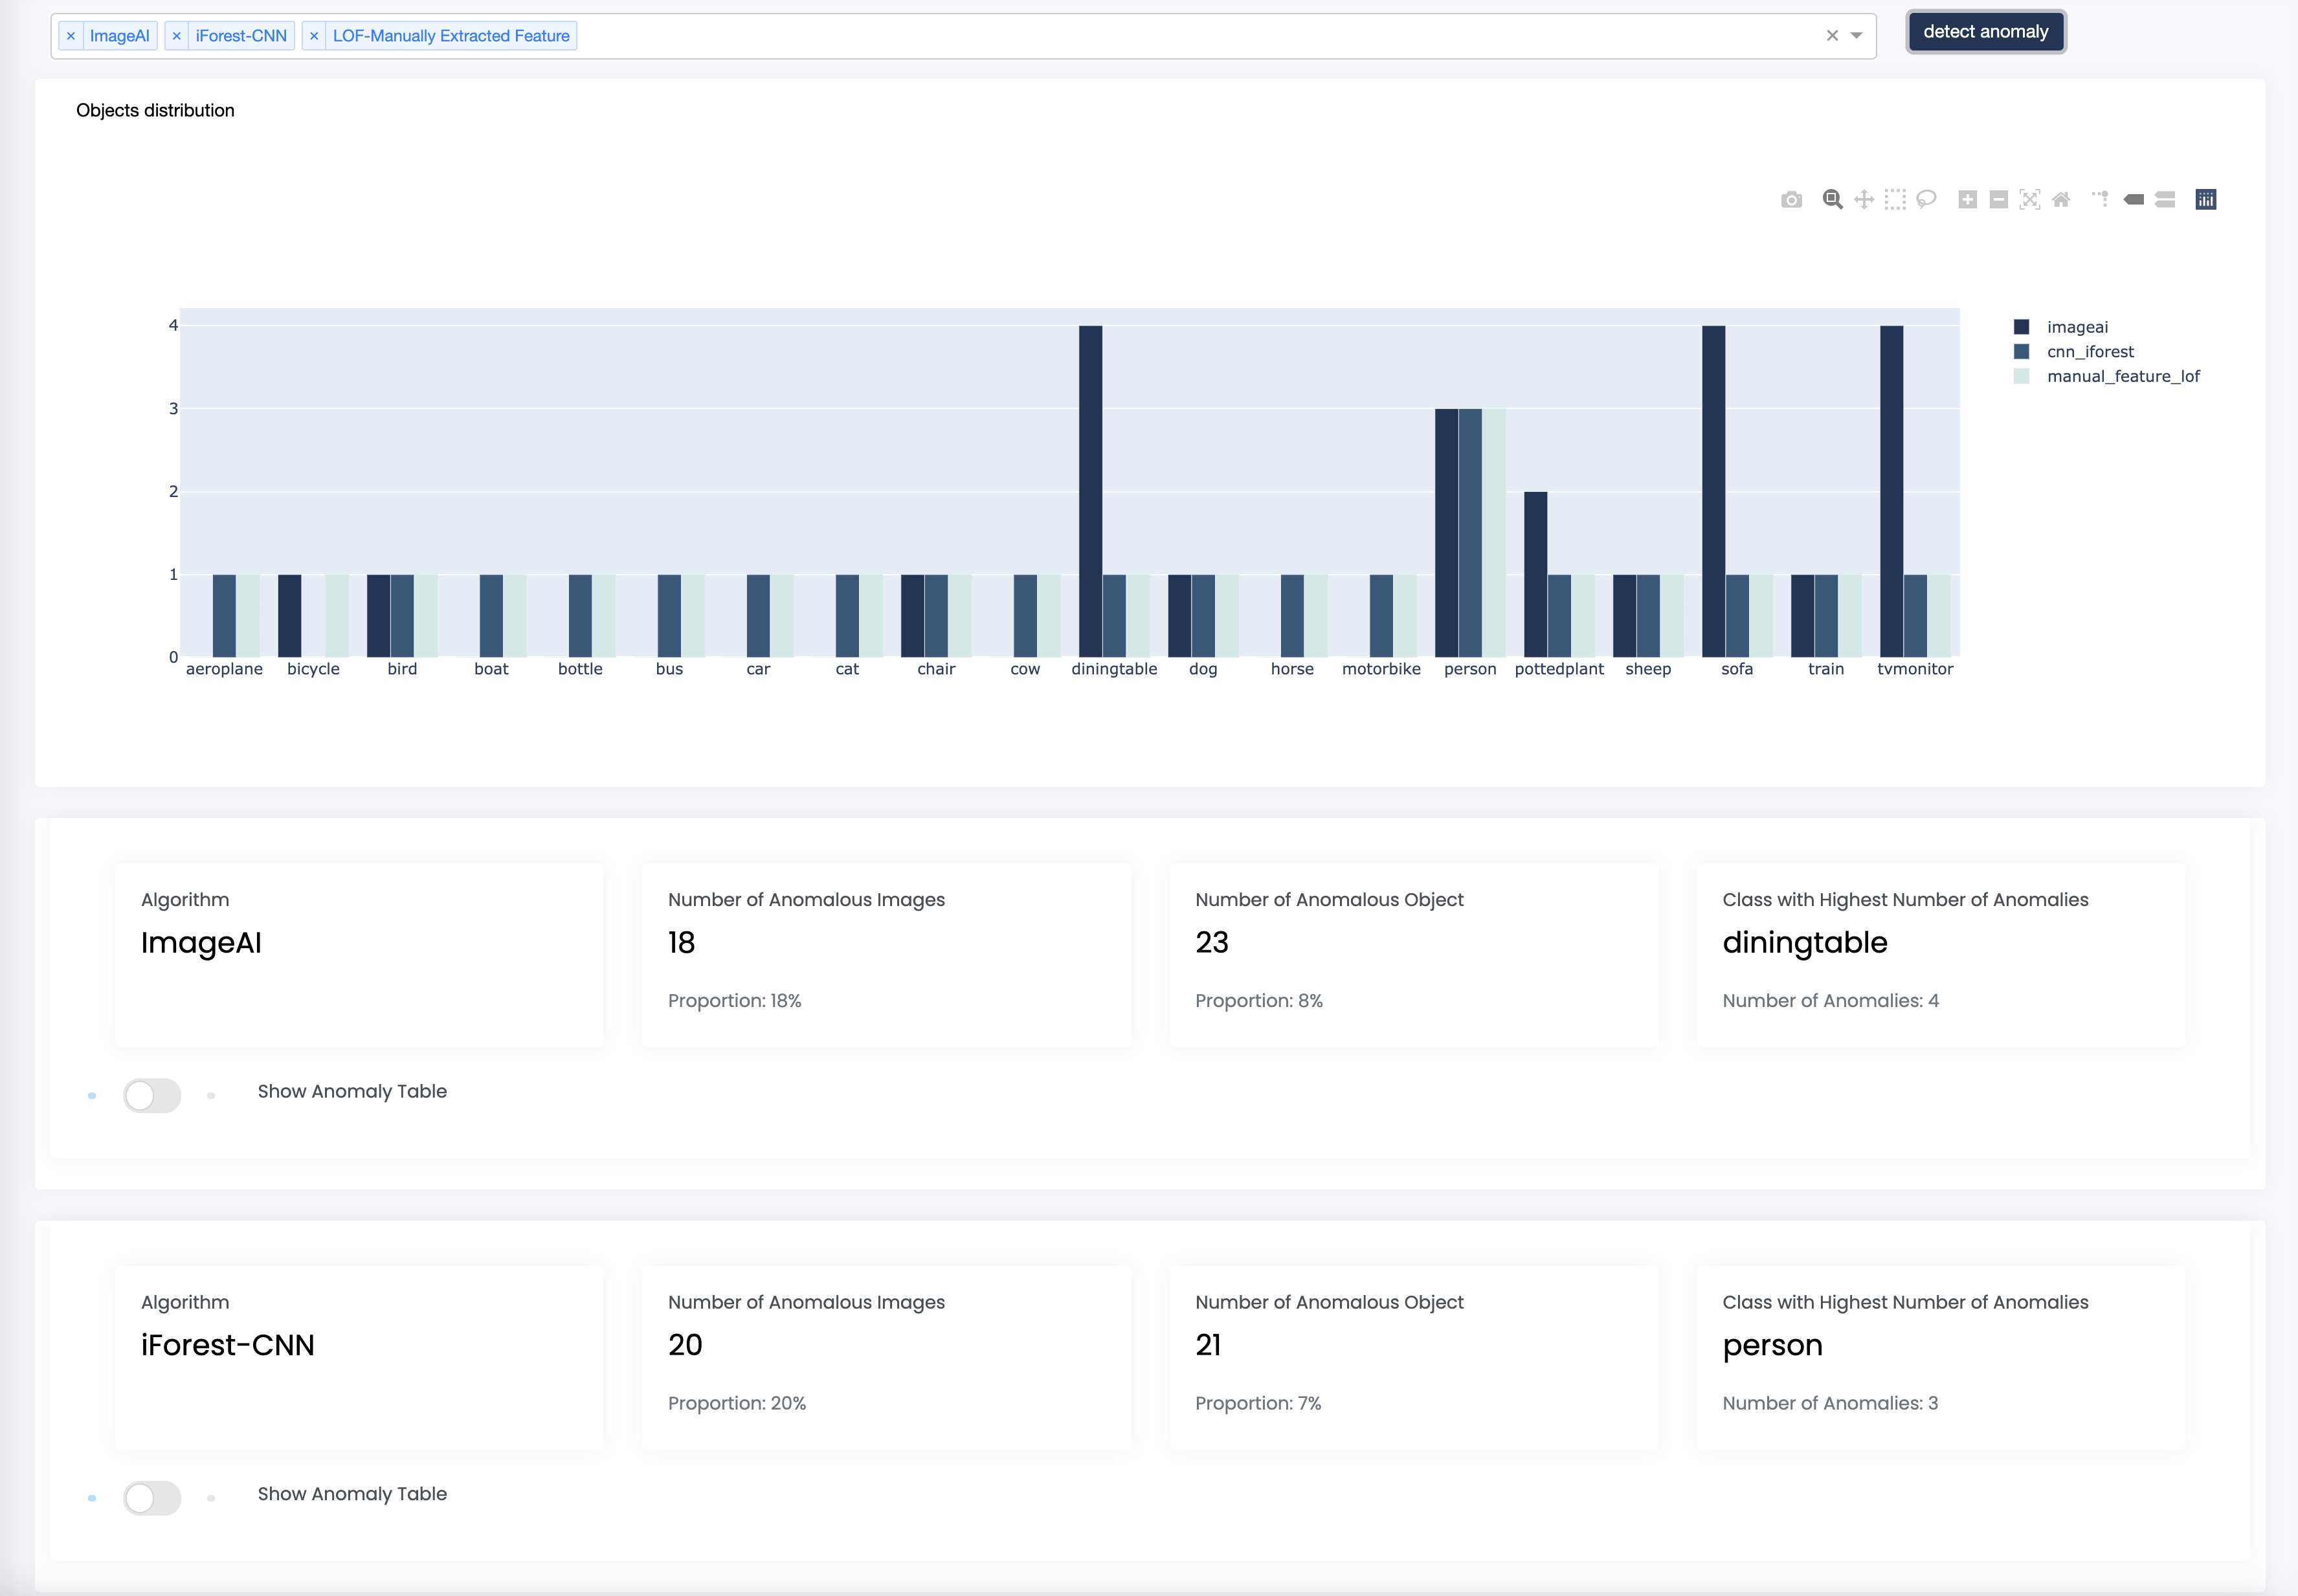 × ImageAI × iForest-CNN × LOF-Manually Extracted Feature × detect anomaly
Objects distribution
4
3
2
1
0
aeroplane bicycle bird boat bottle bus car cat chair cow diningtable dog horse motorbike person pottedplant sheep sofa train tvmonitor
imageai
cnn_iforest
manual_feature_lof
Algorithm
ImageAI
Number of Anomalous Images
18
Proportion: 18%
Number of Anomalous Object
23
Proportion: 8%
Class with Highest Number of Anomalies
diningtable
Number of Anomalies: 4
Show Anomaly Table
Algorithm
iForest-CNN
Number of Anomalous Images
20
Proportion: 20%
Number of Anomalous Object
21
Proportion: 7%
Class with Highest Number of Anomalies
person
Number of Anomalies: 3
Show Anomaly Table